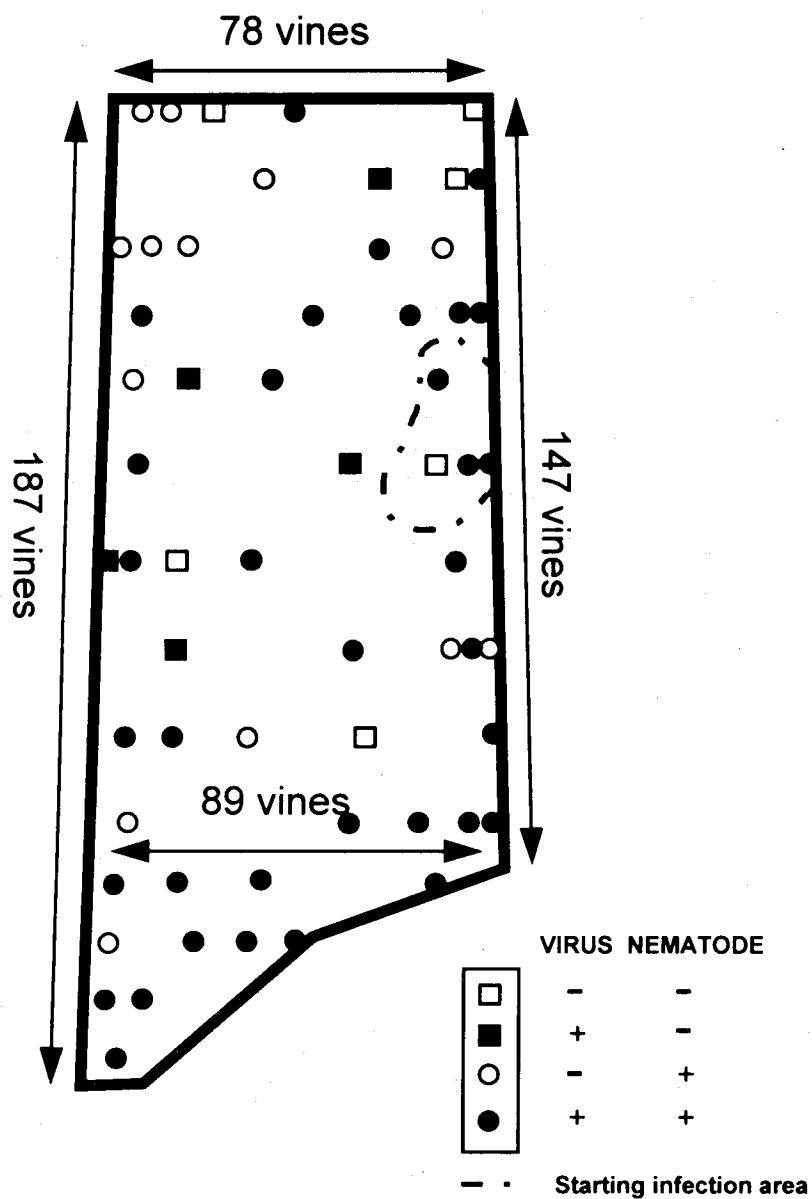 78 vines
187 vines
147 vines
89 vines
VIRUS NEMATODE
- -
+ -
- +
+ +
Starting infection area